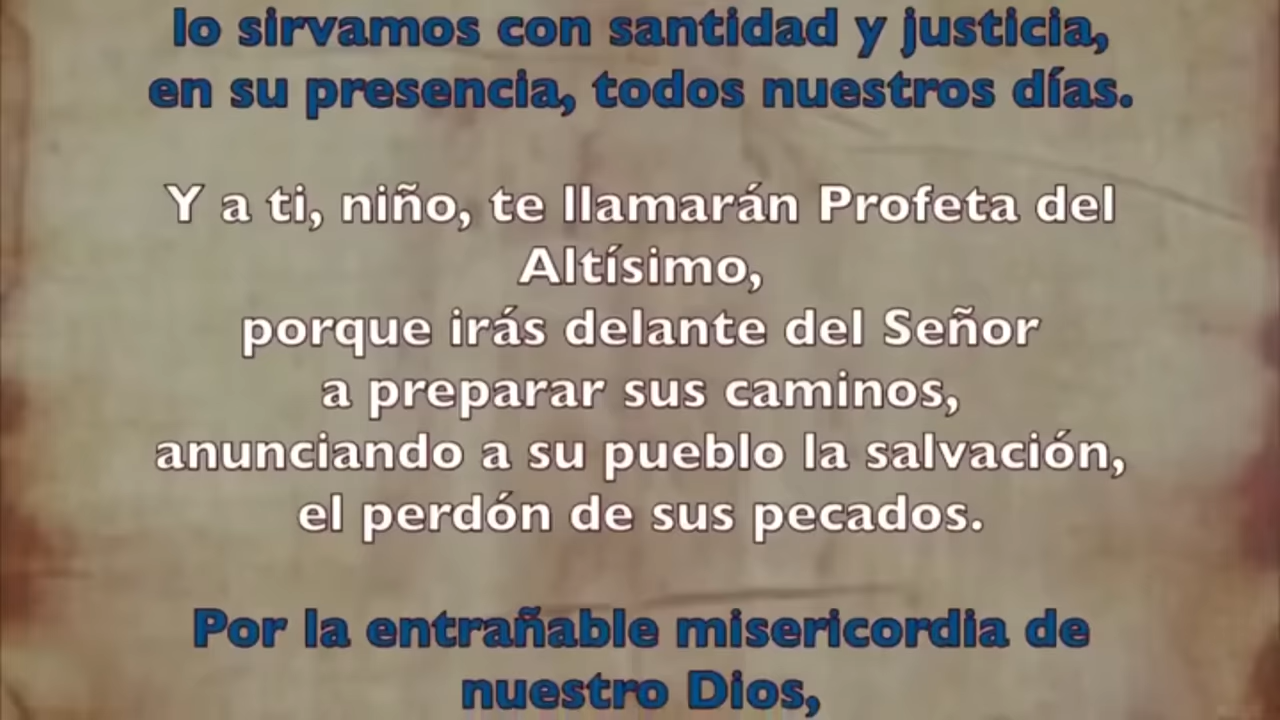 lo sirvamos con santidad y justicia,
en su presencia, todos nuestros días.
Y a ti, niño, te llamarán Profeta del
Altísimo,
porque irás delante del Señor
a preparar sus caminos,
anunciando a su pueblo la salvación,
el perdón de sus pecados.
Por la entrañable misericordia de
nuestro Dios,